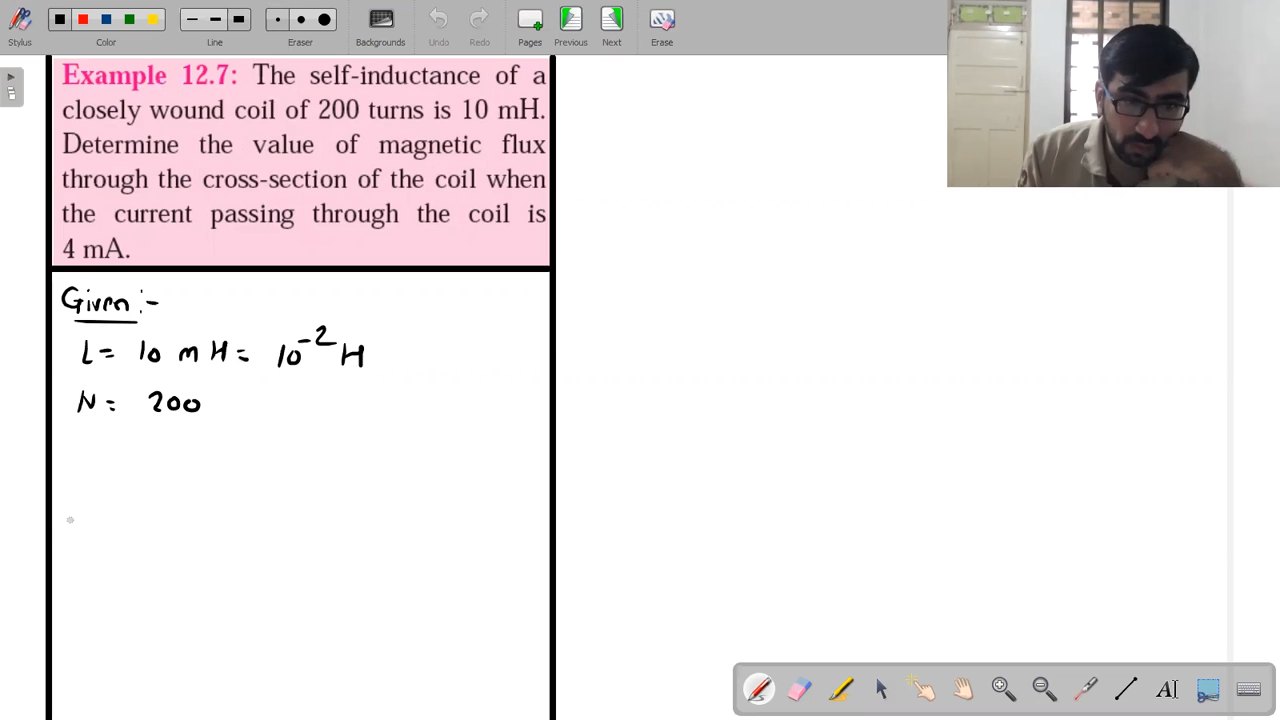 Stylus
Color
Line
Eraser
Backgrounds
Undo
Redo
Pages
Previous
Next
Erase
Example 12.7: The self-inductance of a
closely wound coil of 200 turns is 10 mH.
Determine the value of magnetic flux
through the cross-section of the coil when
the current passing through the coil is
4 mA.
Given :-
L = 10 m H = 10⁻² H
N = 200
AI